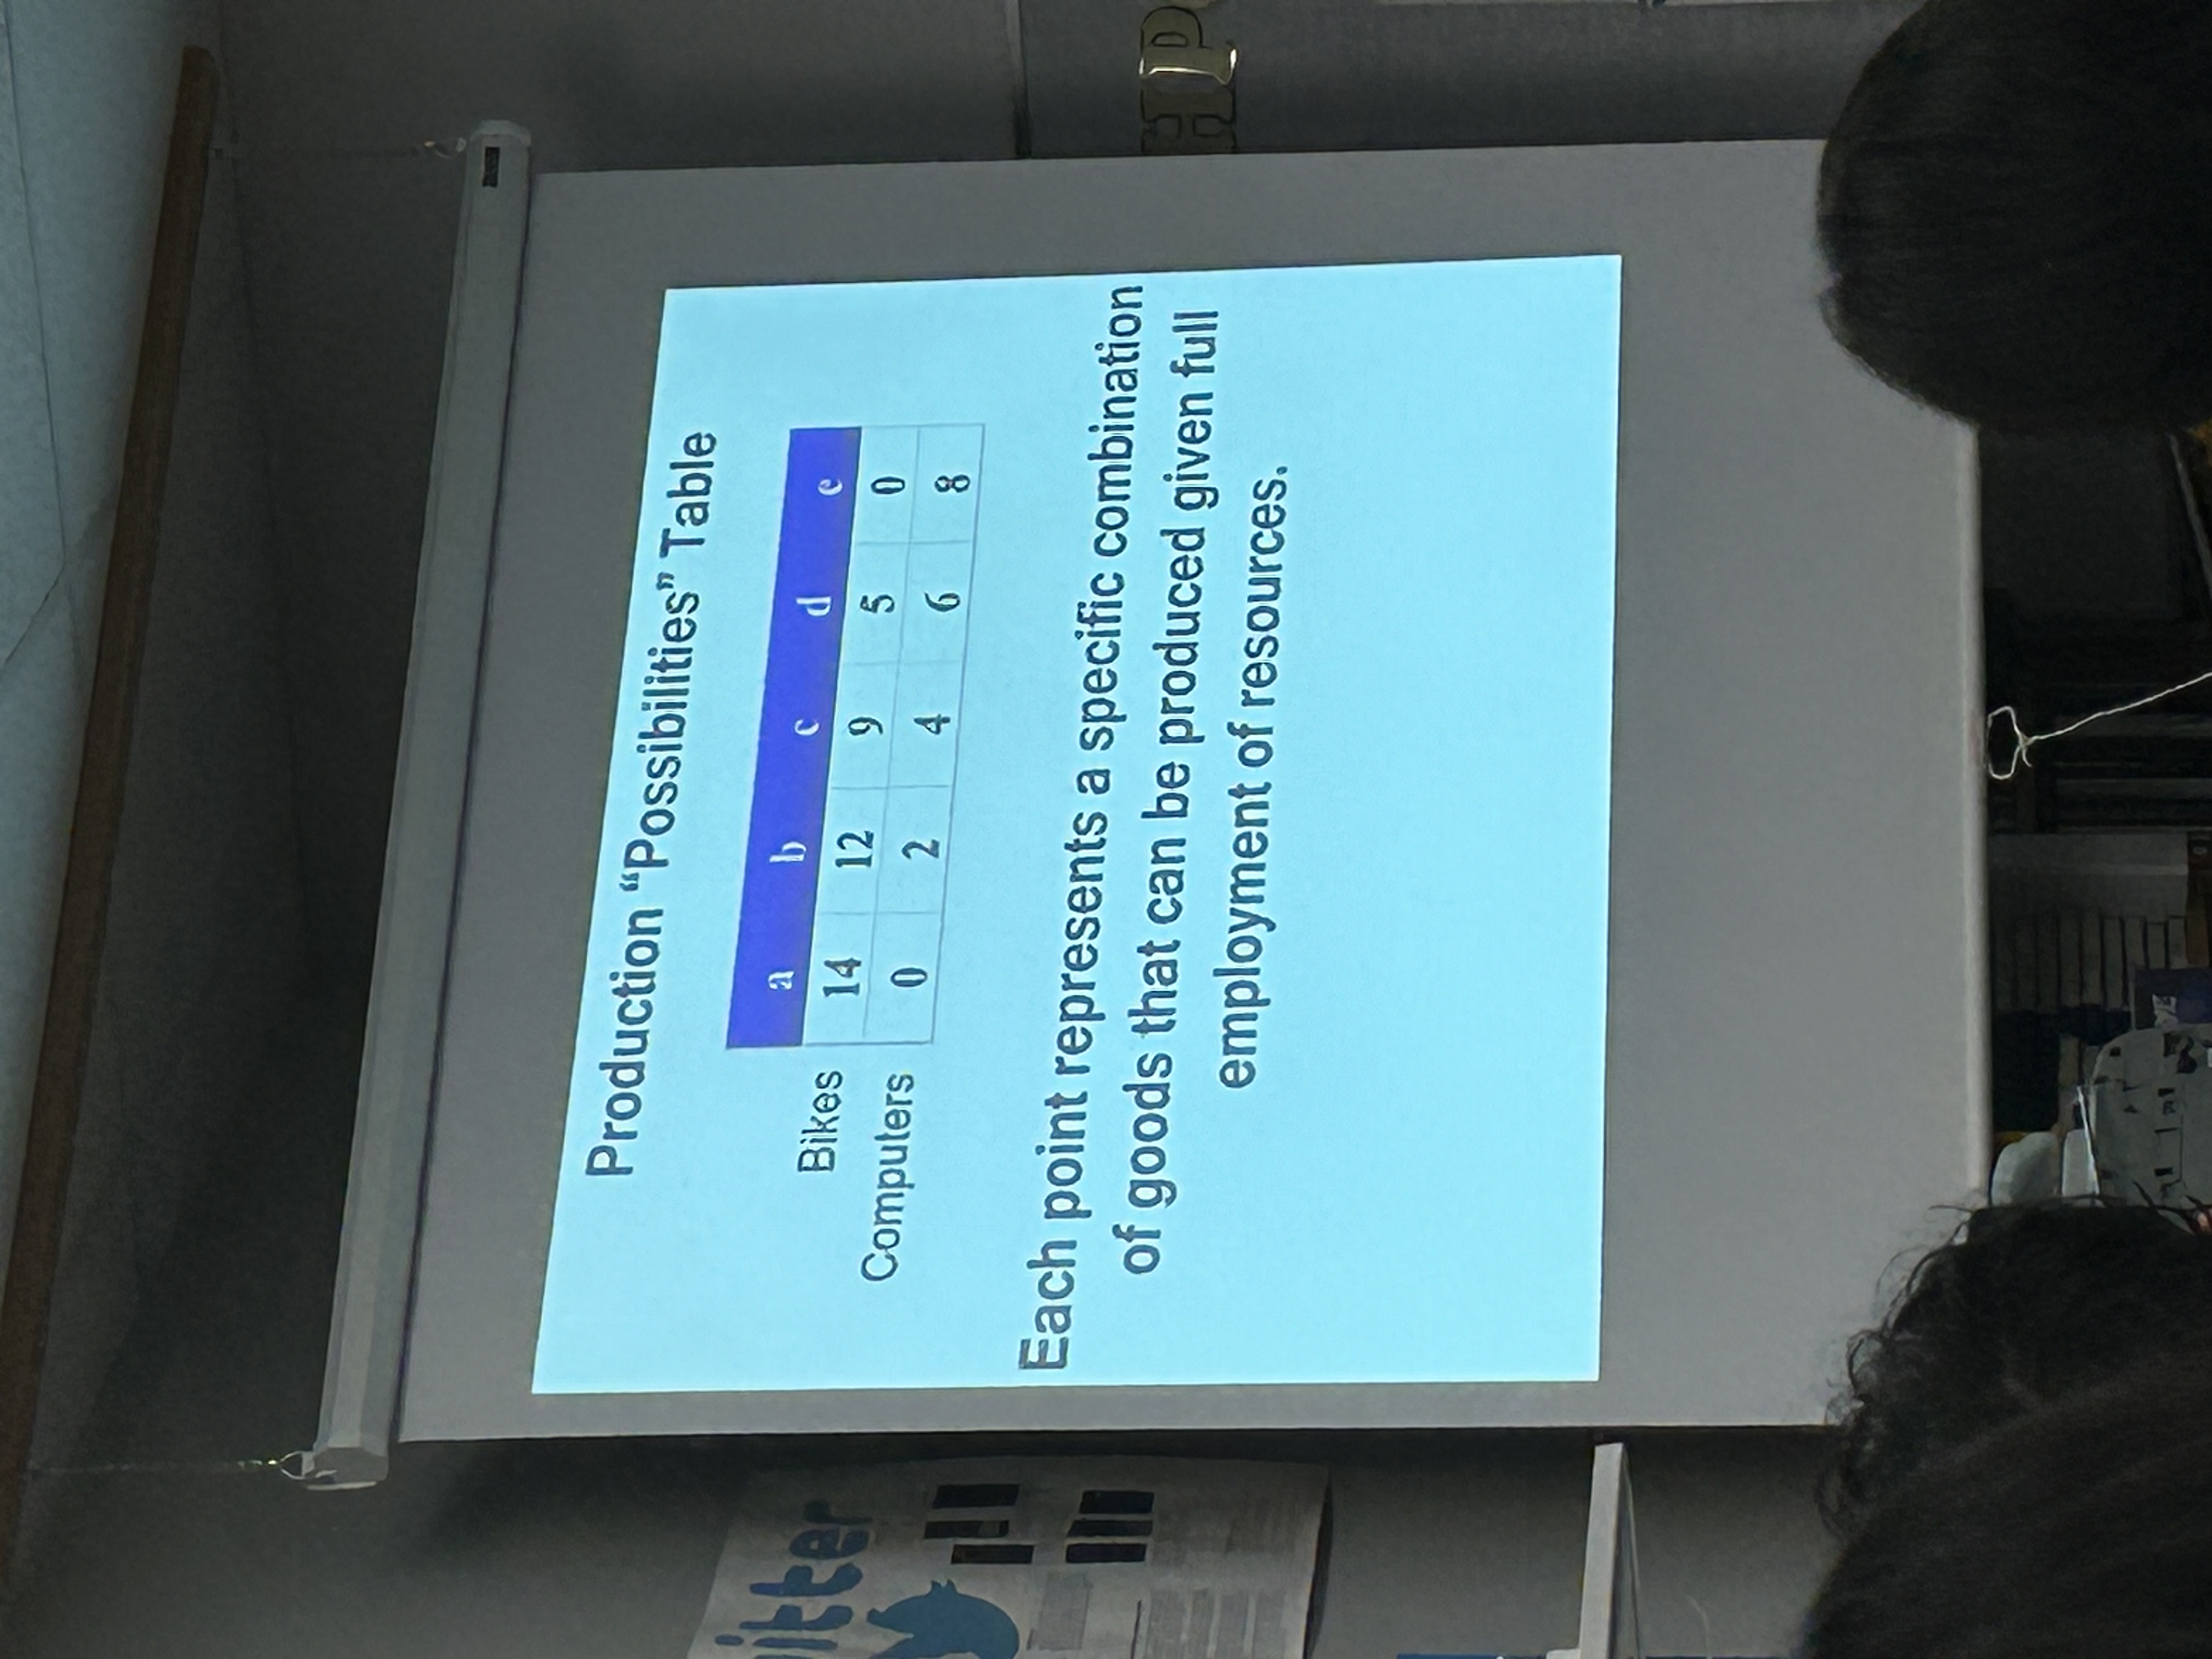 Production “Possibilities” Table
a b c d e
Bikes 14 12 9 5 0
Computers 0 2 4 6 8
Each point represents a specific combination
of goods that can be produced given full
employment of resources.
itter
HP